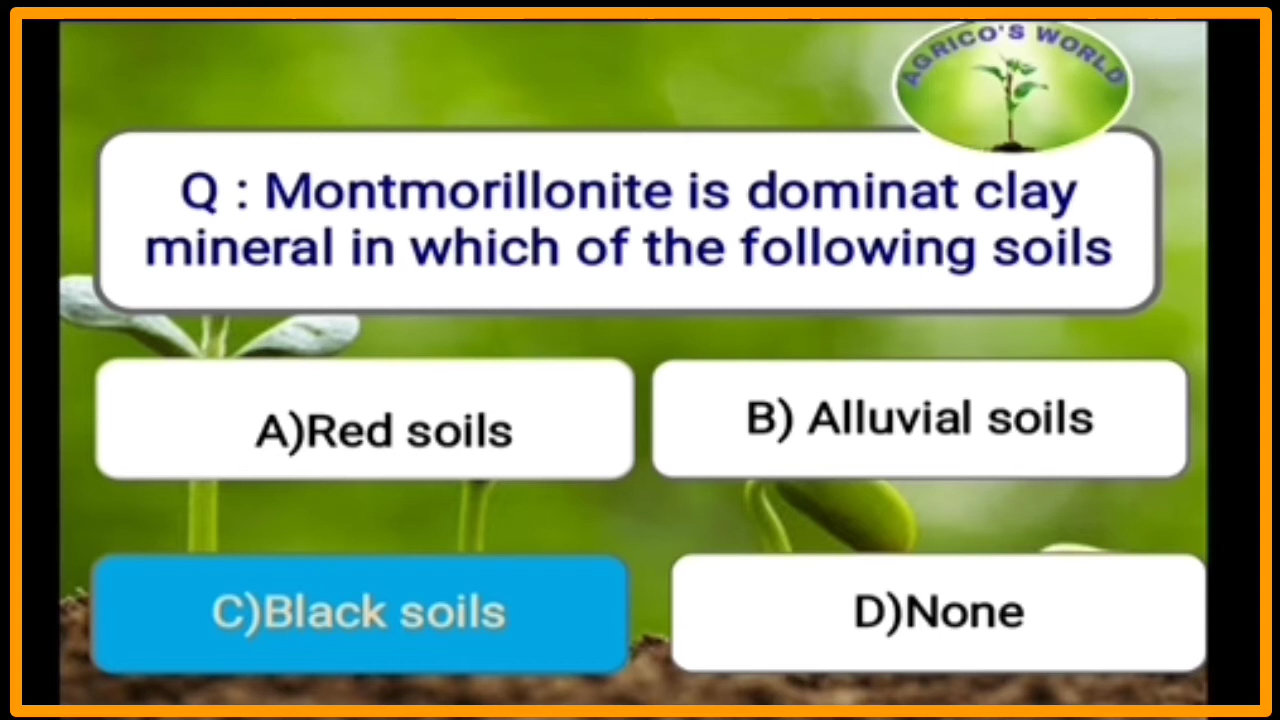 AGRICO'S WORLD
Q : Montmorillonite is dominat clay
mineral in which of the following soils
A)Red soils
B) Alluvial soils
C)Black soils
D)None